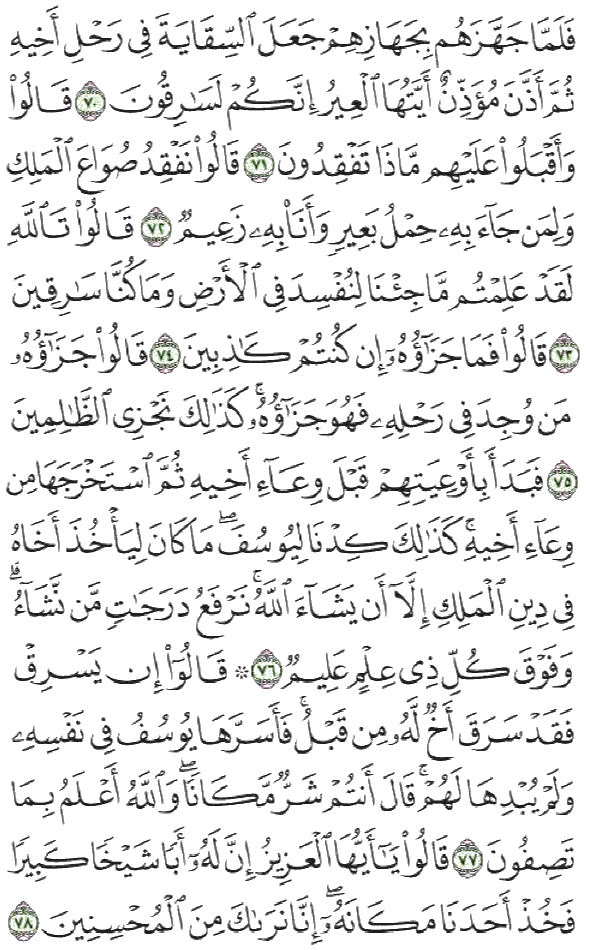 فَلَمَّا جَهَّزَهُم بِجَهَازِهِمْ جَعَلَ ٱلسِّقَايَةَ فِى رَحْلِ أَخِيهِ
ثُمَّ أَذَّنَ مُؤَذِّنٌ أَيَّتُهَا ٱلْعِيرُ إِنَّكُمْ لَسَٰرِقُونَ ٧٠ قَالُوا۟
وَأَقْبَلُوا۟ عَلَيْهِم مَّاذَا تَفْقِدُونَ ٧١ قَالُوا۟ نَفْقِدُ صُوَاعَ ٱلْمَلِكِ
وَلِمَن جَآءَ بِهِۦ حِمْلُ بَعِيرٍ وَأَنَا۠ بِهِۦ زَعِيمٌ ٧٢ قَالُوا۟ تَٱللَّهِ
لَقَدْ عَلِمْتُم مَّا جِئْنَا لِنُفْسِدَ فِى ٱلْأَرْضِ وَمَا كُنَّا سَٰرِقِينَ
٧٣ قَالُوا۟ فَمَا جَزَٰٓؤُهُۥٓ إِن كُنتُمْ كَٰذِبِينَ ٧٤ قَالُوا۟ جَزَٰٓؤُهُۥ
مَن وُجِدَ فِى رَحْلِهِۦ فَهُوَ جَزَٰٓؤُهُۥ ۚ كَذَٰلِكَ نَجْزِى ٱلظَّٰلِمِينَ
٧٥ فَبَدَأَ بِأَوْعِيَتِهِمْ قَبْلَ وِعَآءِ أَخِيهِ ثُمَّ ٱسْتَخْرَجَهَا مِن
وِعَآءِ أَخِيهِ ۚ كَذَٰلِكَ كِدْنَا لِيُوسُفَ ۖ مَا كَانَ لِيَأْخُذَ أَخَاهُ
فِى دِينِ ٱلْمَلِكِ إِلَّآ أَن يَشَآءَ ٱللَّهُ ۚ نَرْفَعُ دَرَجَٰتٍ مَّن نَّشَآءُ ۗ
وَفَوْقَ كُلِّ ذِى عِلْمٍ عَلِيمٌ ٧٦ ۞ قَالُوٓا۟ إِن يَسْرِقْ
فَقَدْ سَرَقَ أَخٌ لَّهُۥ مِن قَبْلُ ۚ فَأَسَرَّهَا يُوسُفُ فِى نَفْسِهِۦ
وَلَمْ يُبْدِهَا لَهُمْ ۚ قَالَ أَنتُمْ شَرٌّ مَّكَانًا ۖ وَٱللَّهُ أَعْلَمُ بِمَا
تَصِفُونَ ٧٧ قَالُوا۟ يَٰٓأَيُّهَا ٱلْعَزِيزُ إِنَّ لَهُۥٓ أَبًا شَيْخًا كَبِيرًا
فَخُذْ أَحَدَنَا مَكَانَهُۥٓ ۖ إِنَّا نَرَىٰكَ مِنَ ٱلْمُحْسِنِينَ ٧٨